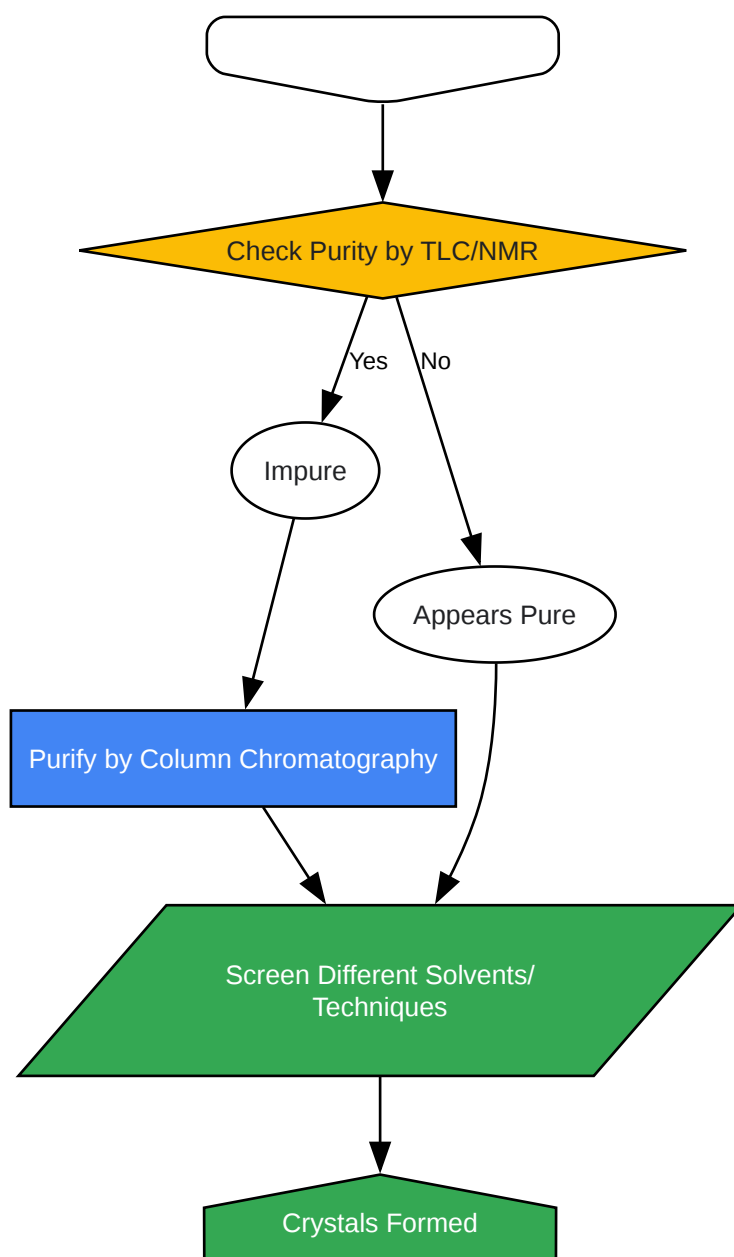 Check Purity by TLC/NMR
Yes
No
Impure
Appears Pure
Purify by Column Chromatography
Screen Different Solvents/
Techniques
Crystals Formed